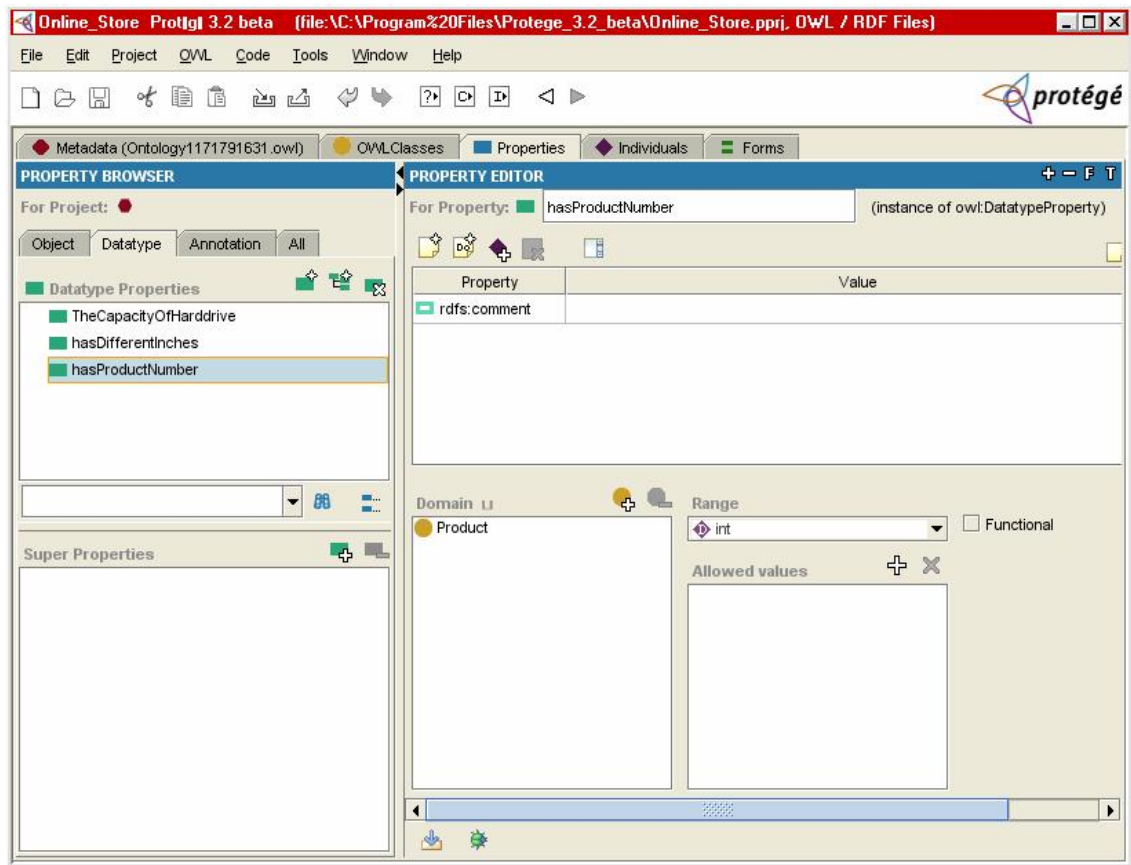 Online_Store Protįgį 3.2 beta (file:\C:\Program%20Files\Protege_3.2_beta\Online_Store.pprj, OWL / RDF Files)
File Edit Project OWL Code Tools Window Help
protégé
Metadata (Ontology1171791631.owl) OWLClasses Properties Individuals Forms
PROPERTY BROWSER
For Project:
Object Datatype Annotation All
Datatype Properties
TheCapacityOfHarddrive
hasDifferentInches
hasProductNumber
Super Properties
PROPERTY EDITOR
F T
For Property: hasProductNumber (instance of owl:DatatypeProperty)
Property Value
rdfs:comment
Domain
Product
Range
int
Functional
Allowed values